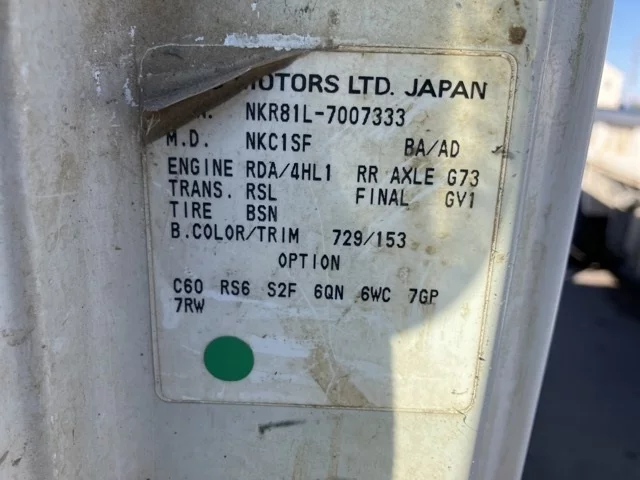 MOTORS LTD. JAPAN
N. NKR81L-7007333
M.D. NKC1SF BA/AD
ENGINE RDA/4HL1 RR AXLE G73
TRANS. RSL FINAL GV1
TIRE BSN
B.COLOR/TRIM 729/153
OPTION
C60 RS6 S2F 6QN 6WC 7GP
7RW